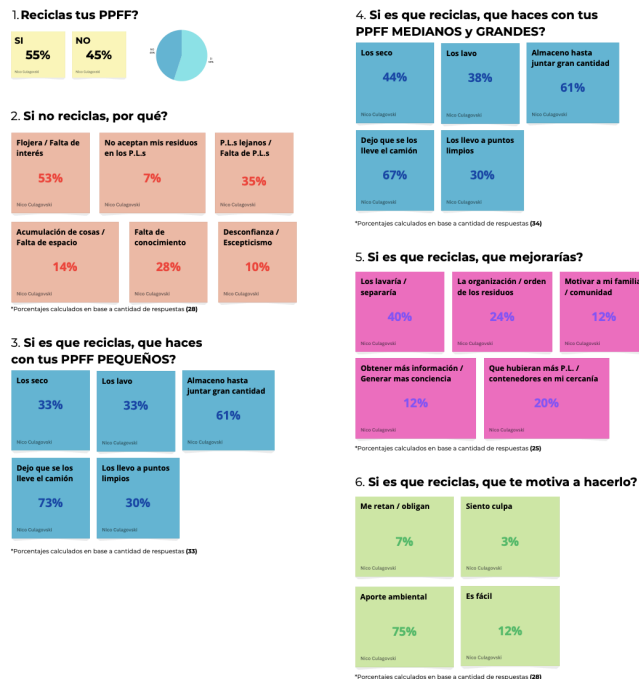 1. Reciclas tus PPFF?
SI
55%
Nico Culagovski
NO
45%
Nico Culagovski
2. Si no reciclas, por qué?
Flojera / Falta de
interés
53%
Nico Culagovski
No aceptan mis residuos
en los P.L.s
7%
Nico Culagovski
P.L.s lejanos /
Falta de P.L.s
35%
Nico Culagovski
Acumulación de cosas /
Falta de espacio
14%
Nico Culagovski
Falta de
conocimiento
28%
Nico Culagovski
Desconfianza /
Escepticismo
10%
Nico Culagovski
*Porcentajes calculados en base a cantidad de respuestas (28)
3. Si es que reciclas, que haces
con tus PPFF PEQUEÑOS?
Los seco
33%
Nico Culagovski
Los lavo
33%
Nico Culagovski
Almaceno hasta
juntar gran cantidad
61%
Nico Culagovski
Dejo que se los
lleve el camión
73%
Nico Culagovski
Los llevo a puntos
limpios
30%
Nico Culagovski
*Porcentajes calculados en base a cantidad de respuestas (33)
4. Si es que reciclas, que haces con tus
PPFF MEDIANOS y GRANDES?
Los seco
44%
Nico Culagovski
Los lavo
38%
Nico Culagovski
Almaceno hasta
juntar gran cantidad
61%
Nico Culagovski
Dejo que se los
lleve el camión
67%
Nico Culagovski
Los llevo a puntos
limpios
30%
Nico Culagovski
*Porcentajes calculados en base a cantidad de respuestas (34)
5. Si es que reciclas, que mejorarías?
Los lavaría /
separaría
40%
Nico Culagovski
La organización / orden
de los residuos
24%
Nico Culagovski
Motivar a mi familia
/ comunidad
12%
Nico Culagovski
Obtener más información /
Generar mas conciencia
12%
Nico Culagovski
Que hubieran más P.L. /
contenedores en mi cercanía
20%
Nico Culagovski
*Porcentajes calculados en base a cantidad de respuestas (25)
6. Si es que reciclas, que te motiva a hacerlo?
Me retan / obligan
7%
Nico Culagovski
Siento culpa
3%
Nico Culagovski
Aporte ambiental
75%
Nico Culagovski
Es fácil
12%
Nico Culagovski
*Porcentajes calculados en base a cantidad de respuestas (28)